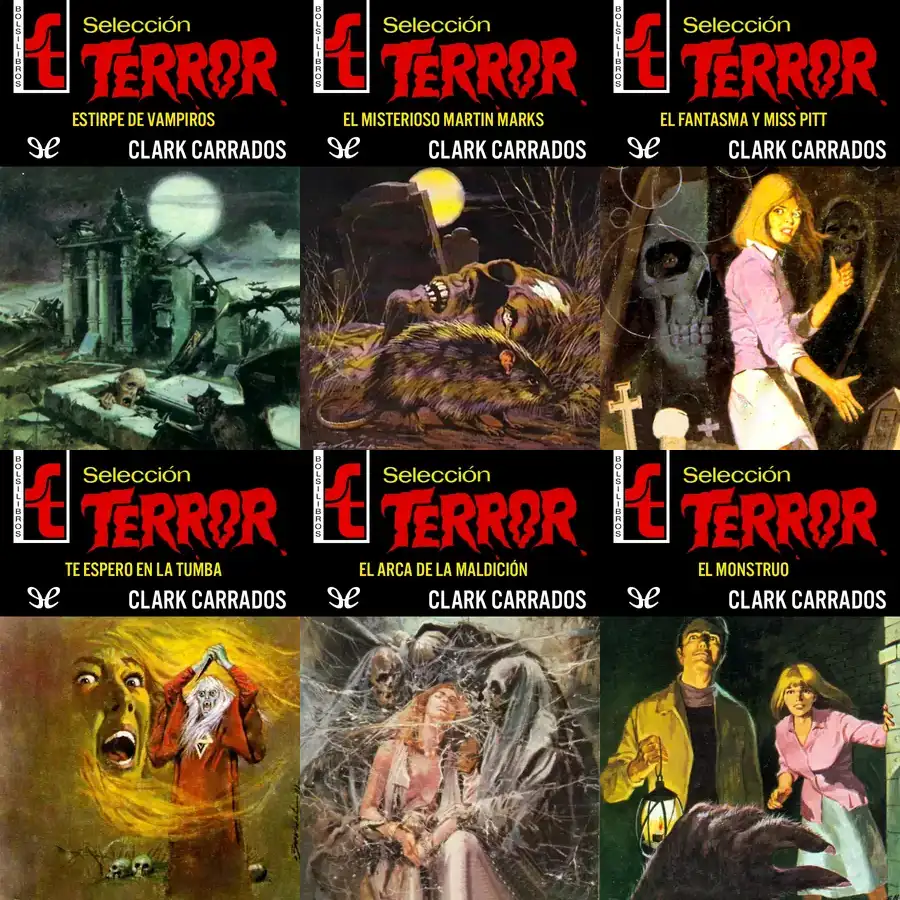 BOLSILIBROS
Selección
TERROR
ESTIRPE DE VAMPIROS
CLARK CARRADOS
BOLSILIBROS
Selección
TERROR
EL MISTERIOSO MARTIN MARKS
CLARK CARRADOS
BOLSILIBROS
Selección
TERROR
EL FANTASMA Y MISS PITT
CLARK CARRADOS
BOLSILIBROS
Selección
TERROR
TE ESPERO EN LA TUMBA
CLARK CARRADOS
BOLSILIBROS
Selección
TERROR
EL ARCA DE LA MALDICIÓN
CLARK CARRADOS
BOLSILIBROS
Selección
TERROR
EL MONSTRUO
CLARK CARRADOS